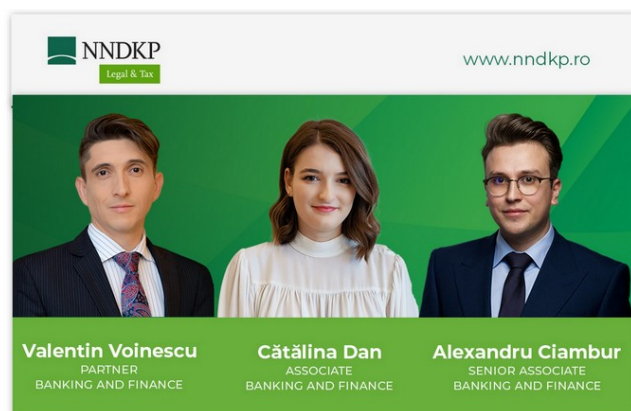 NNDKP
Legal & Tax
www.nndkp.ro
Valentin Voinescu
PARTNER
BANKING AND FINANCE
Cătălina Dan
ASSOCIATE
BANKING AND FINANCE
Alexandru Ciambur
SENIOR ASSOCIATE
BANKING AND FINANCE